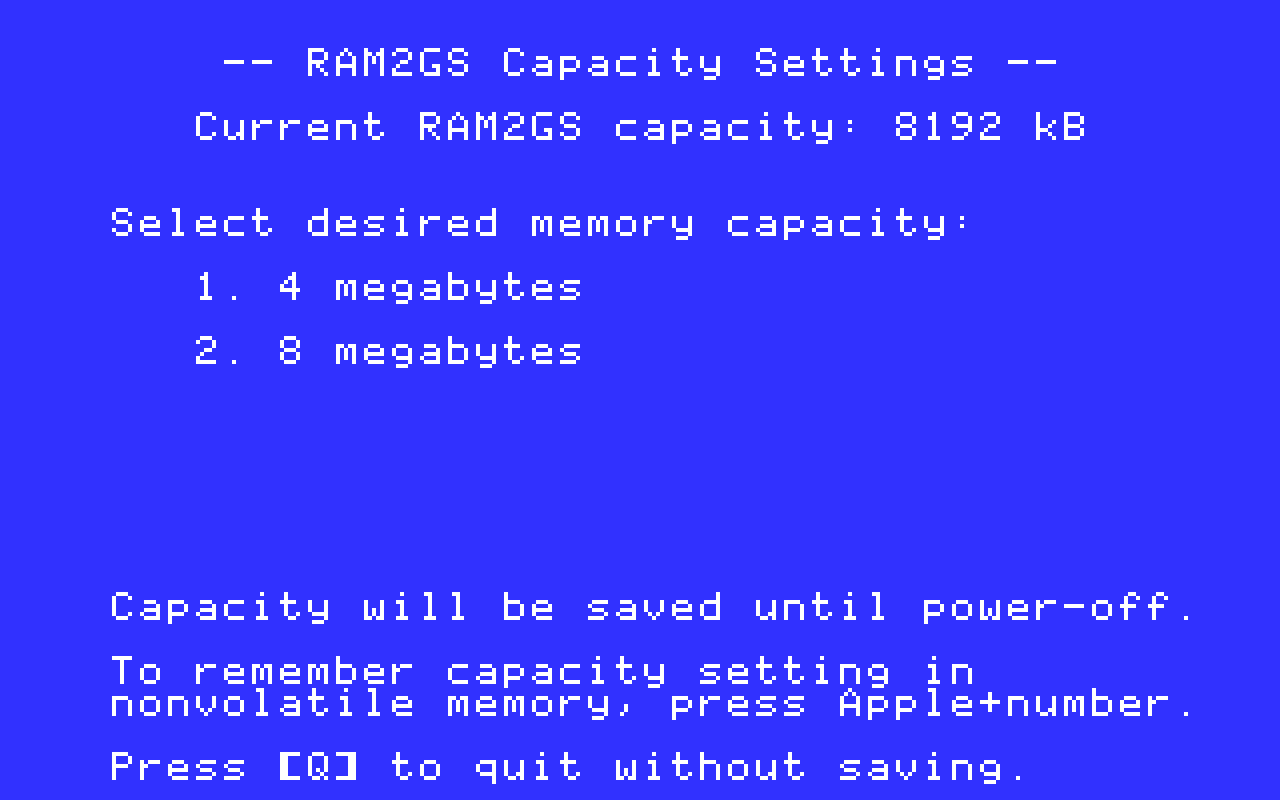 -- RAM2GS Capacity Settings --
Current RAM2GS capacity: 8192 kB
Select desired memory capacity:
1. 4 megabytes
2. 8 megabytes
Capacity will be saved until power-off.
To remember capacity setting in
nonvolatile memory, press Apple+number.
Press [Q] to quit without saving.